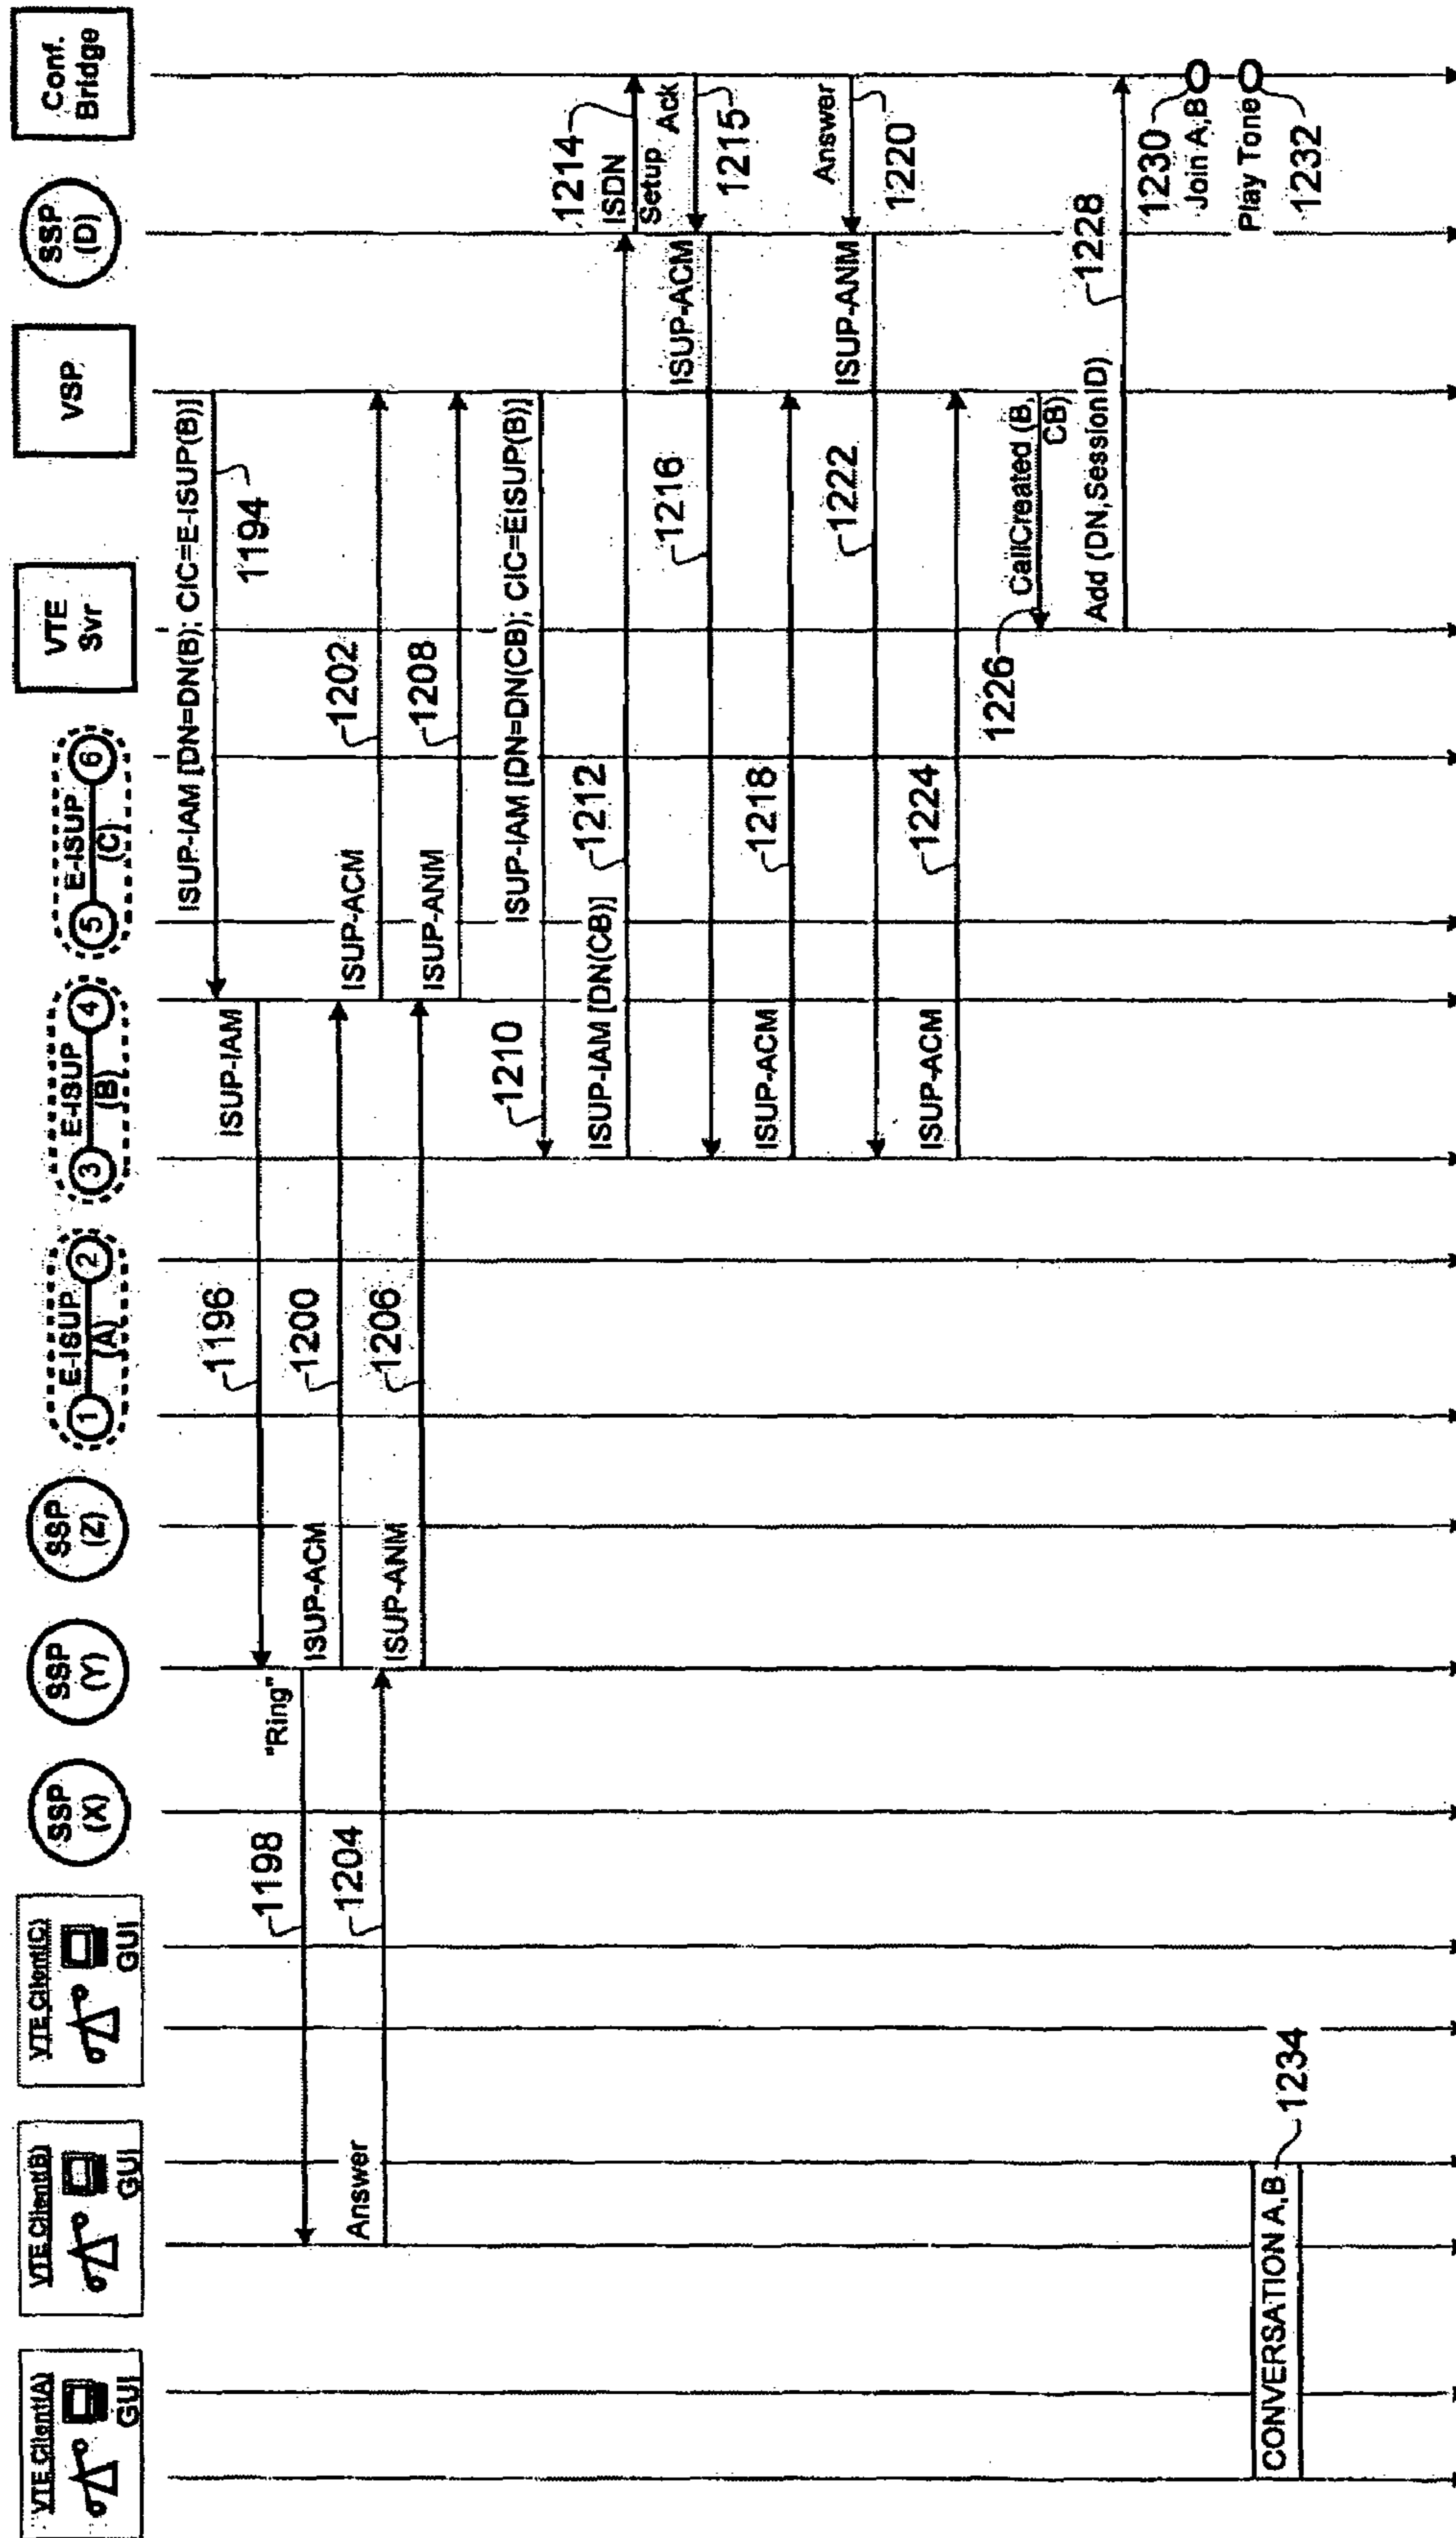 VTE Client(A)
GUI
VTE Client(B)
GUI
VTE Client(C)
GUI
SSP
(X)
SSP
(Y)
SSP
(Z)
E-ISUP
(A)
1
2
E-ISUP
(B)
3
4
E-ISUP
(C)
5
6
VTE
Svr
VSP
SSP
(D)
Conf.
Bridge
ISUP-IAM [DN=DN(B); CIC=E-ISUP(B)]
1194
ISUP-IAM
1196
"Ring"
1198
ISUP-ACM
1200
ISUP-ACM
1202
Answer
1204
ISUP-ANM
1206
ISUP-ANM
1208
ISUP-IAM [DN=DN(CB); CIC=EISUP(B)]
1210
ISUP-IAM [DN(CB)]
1212
1214
ISDN
Setup
Ack
1215
ISUP-ACM
1216
ISUP-ACM
1218
Answer
1220
ISUP-ANM
1222
ISUP-ACM
1224
CallCreated (B,
CB)
1226
Add (DN,SessionID)
1228
1230
Join A,B
Play Tone
1232
CONVERSATION A,B
1234